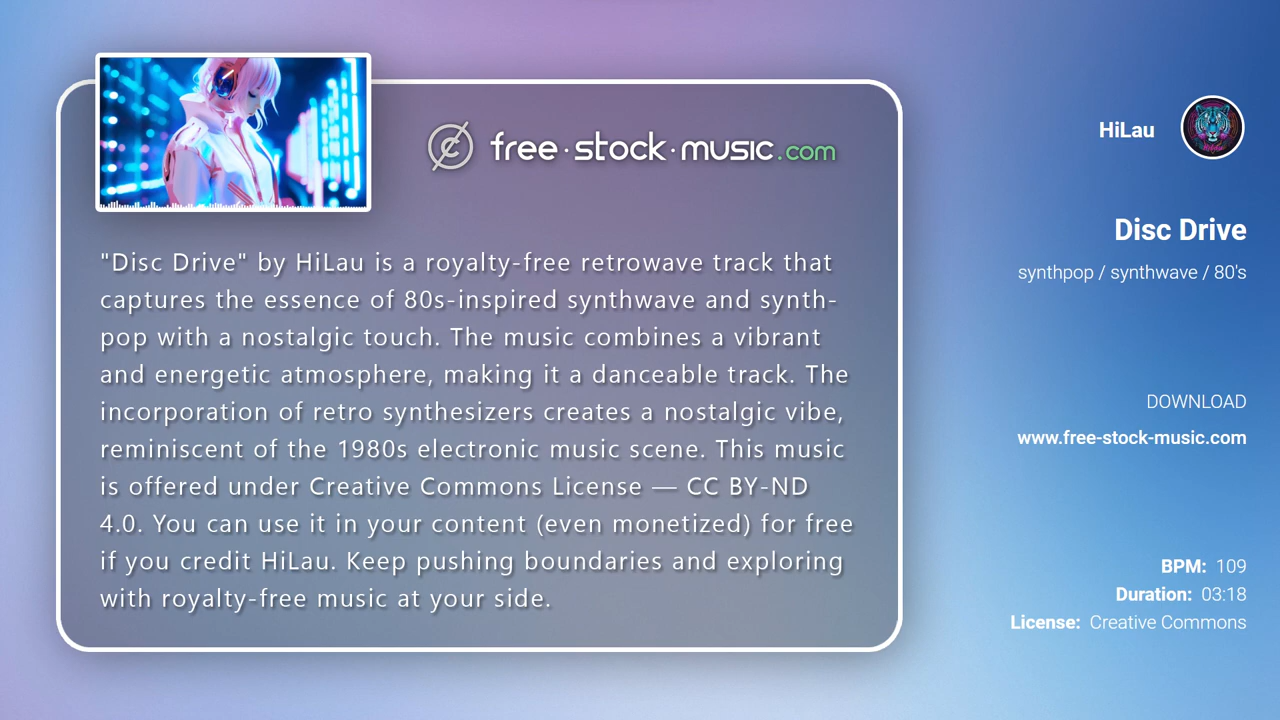 free·stock·music.com
"Disc Drive" by HiLau is a royalty-free retrowave track that
captures the essence of 80s-inspired synthwave and synth-
pop with a nostalgic touch. The music combines a vibrant
and energetic atmosphere, making it a danceable track. The
incorporation of retro synthesizers creates a nostalgic vibe,
reminiscent of the 1980s electronic music scene. This music
is offered under Creative Commons License — CC BY-ND
4.0. You can use it in your content (even monetized) for free
if you credit HiLau. Keep pushing boundaries and exploring
with royalty-free music at your side.
HiLau
Disc Drive
synthpop / synthwave / 80's
DOWNLOAD
www.free-stock-music.com
BPM: 109
Duration: 03:18
License: Creative Commons